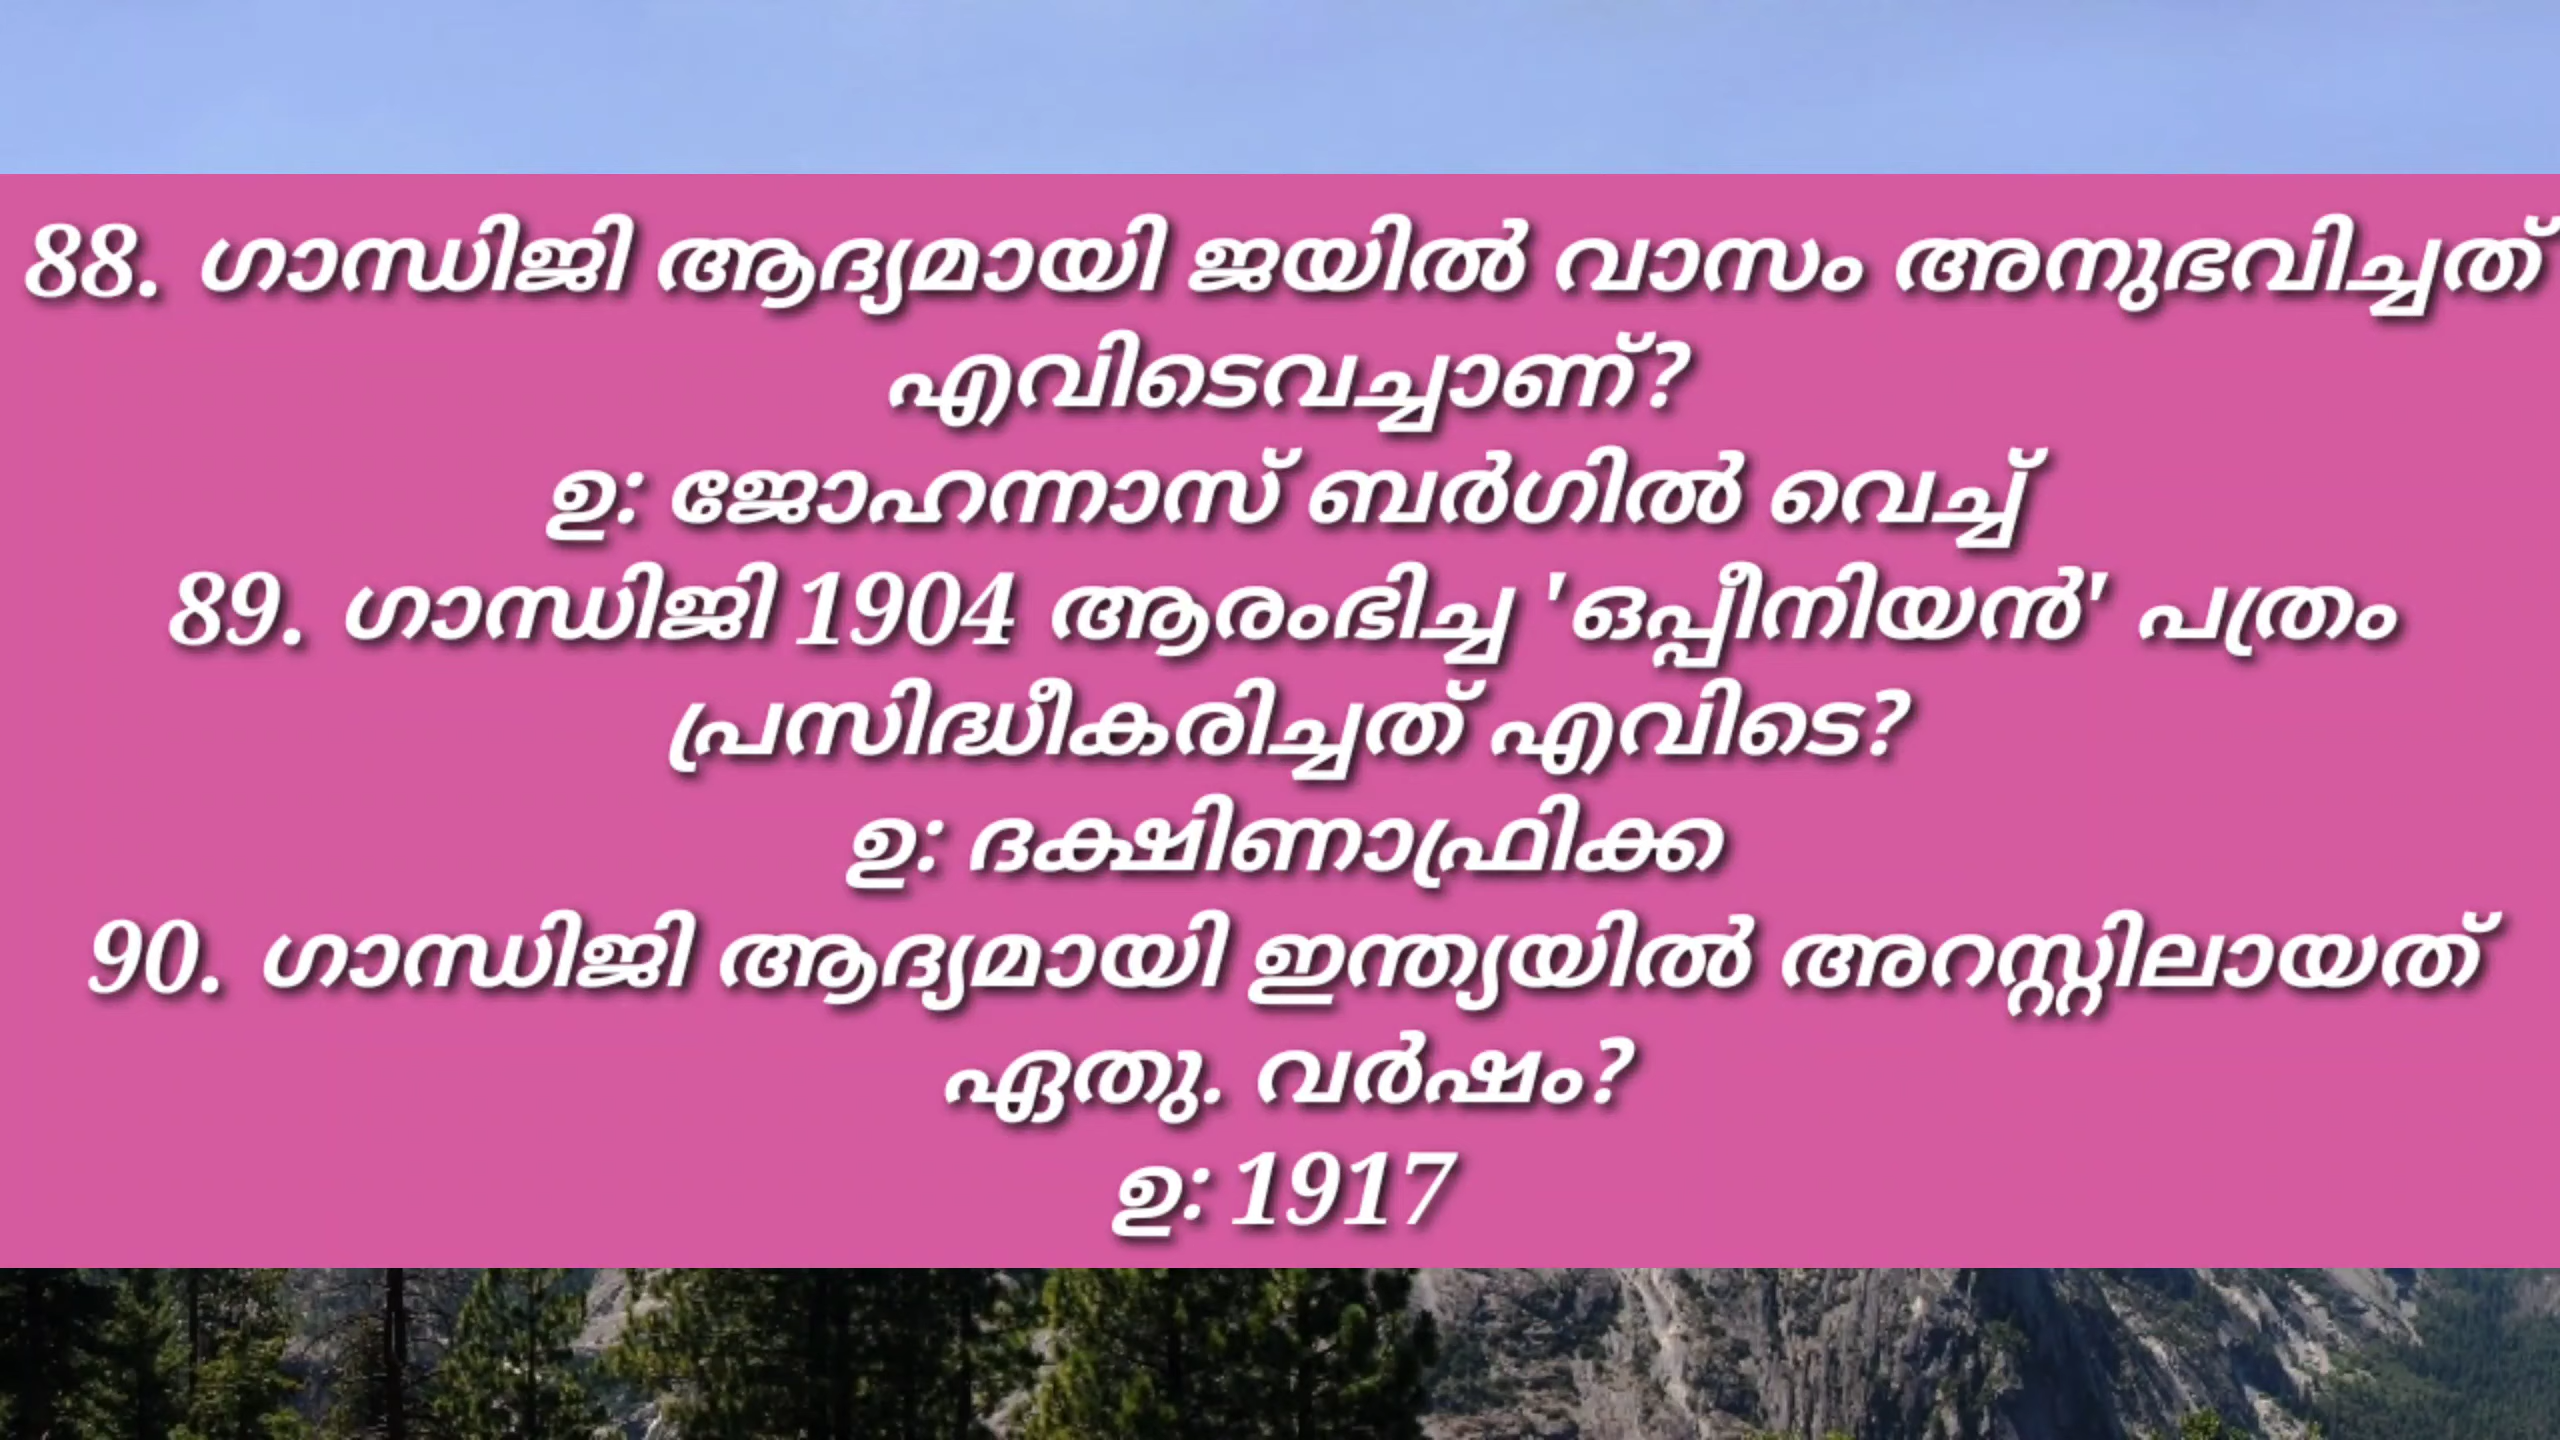 88. ഗാന്ധിജി ആദ്യമായി ജയിൽ വാസം അനുഭവിച്ചത്
എവിടെവച്ചാണ്?
ഉ: ജോഹന്നാസ് ബർഗിൽ വെച്ച്
89. ഗാന്ധിജി 1904 ആരംഭിച്ച 'ഒപ്പീനിയൻ' പത്രം
പ്രസിദ്ധീകരിച്ചത് എവിടെ?
ഉ: ദക്ഷിണാഫ്രിക്ക
90. ഗാന്ധിജി ആദ്യമായി ഇന്ത്യയിൽ അറസ്റ്റിലായത്
ഏതു. വർഷം?
ഉ: 1917